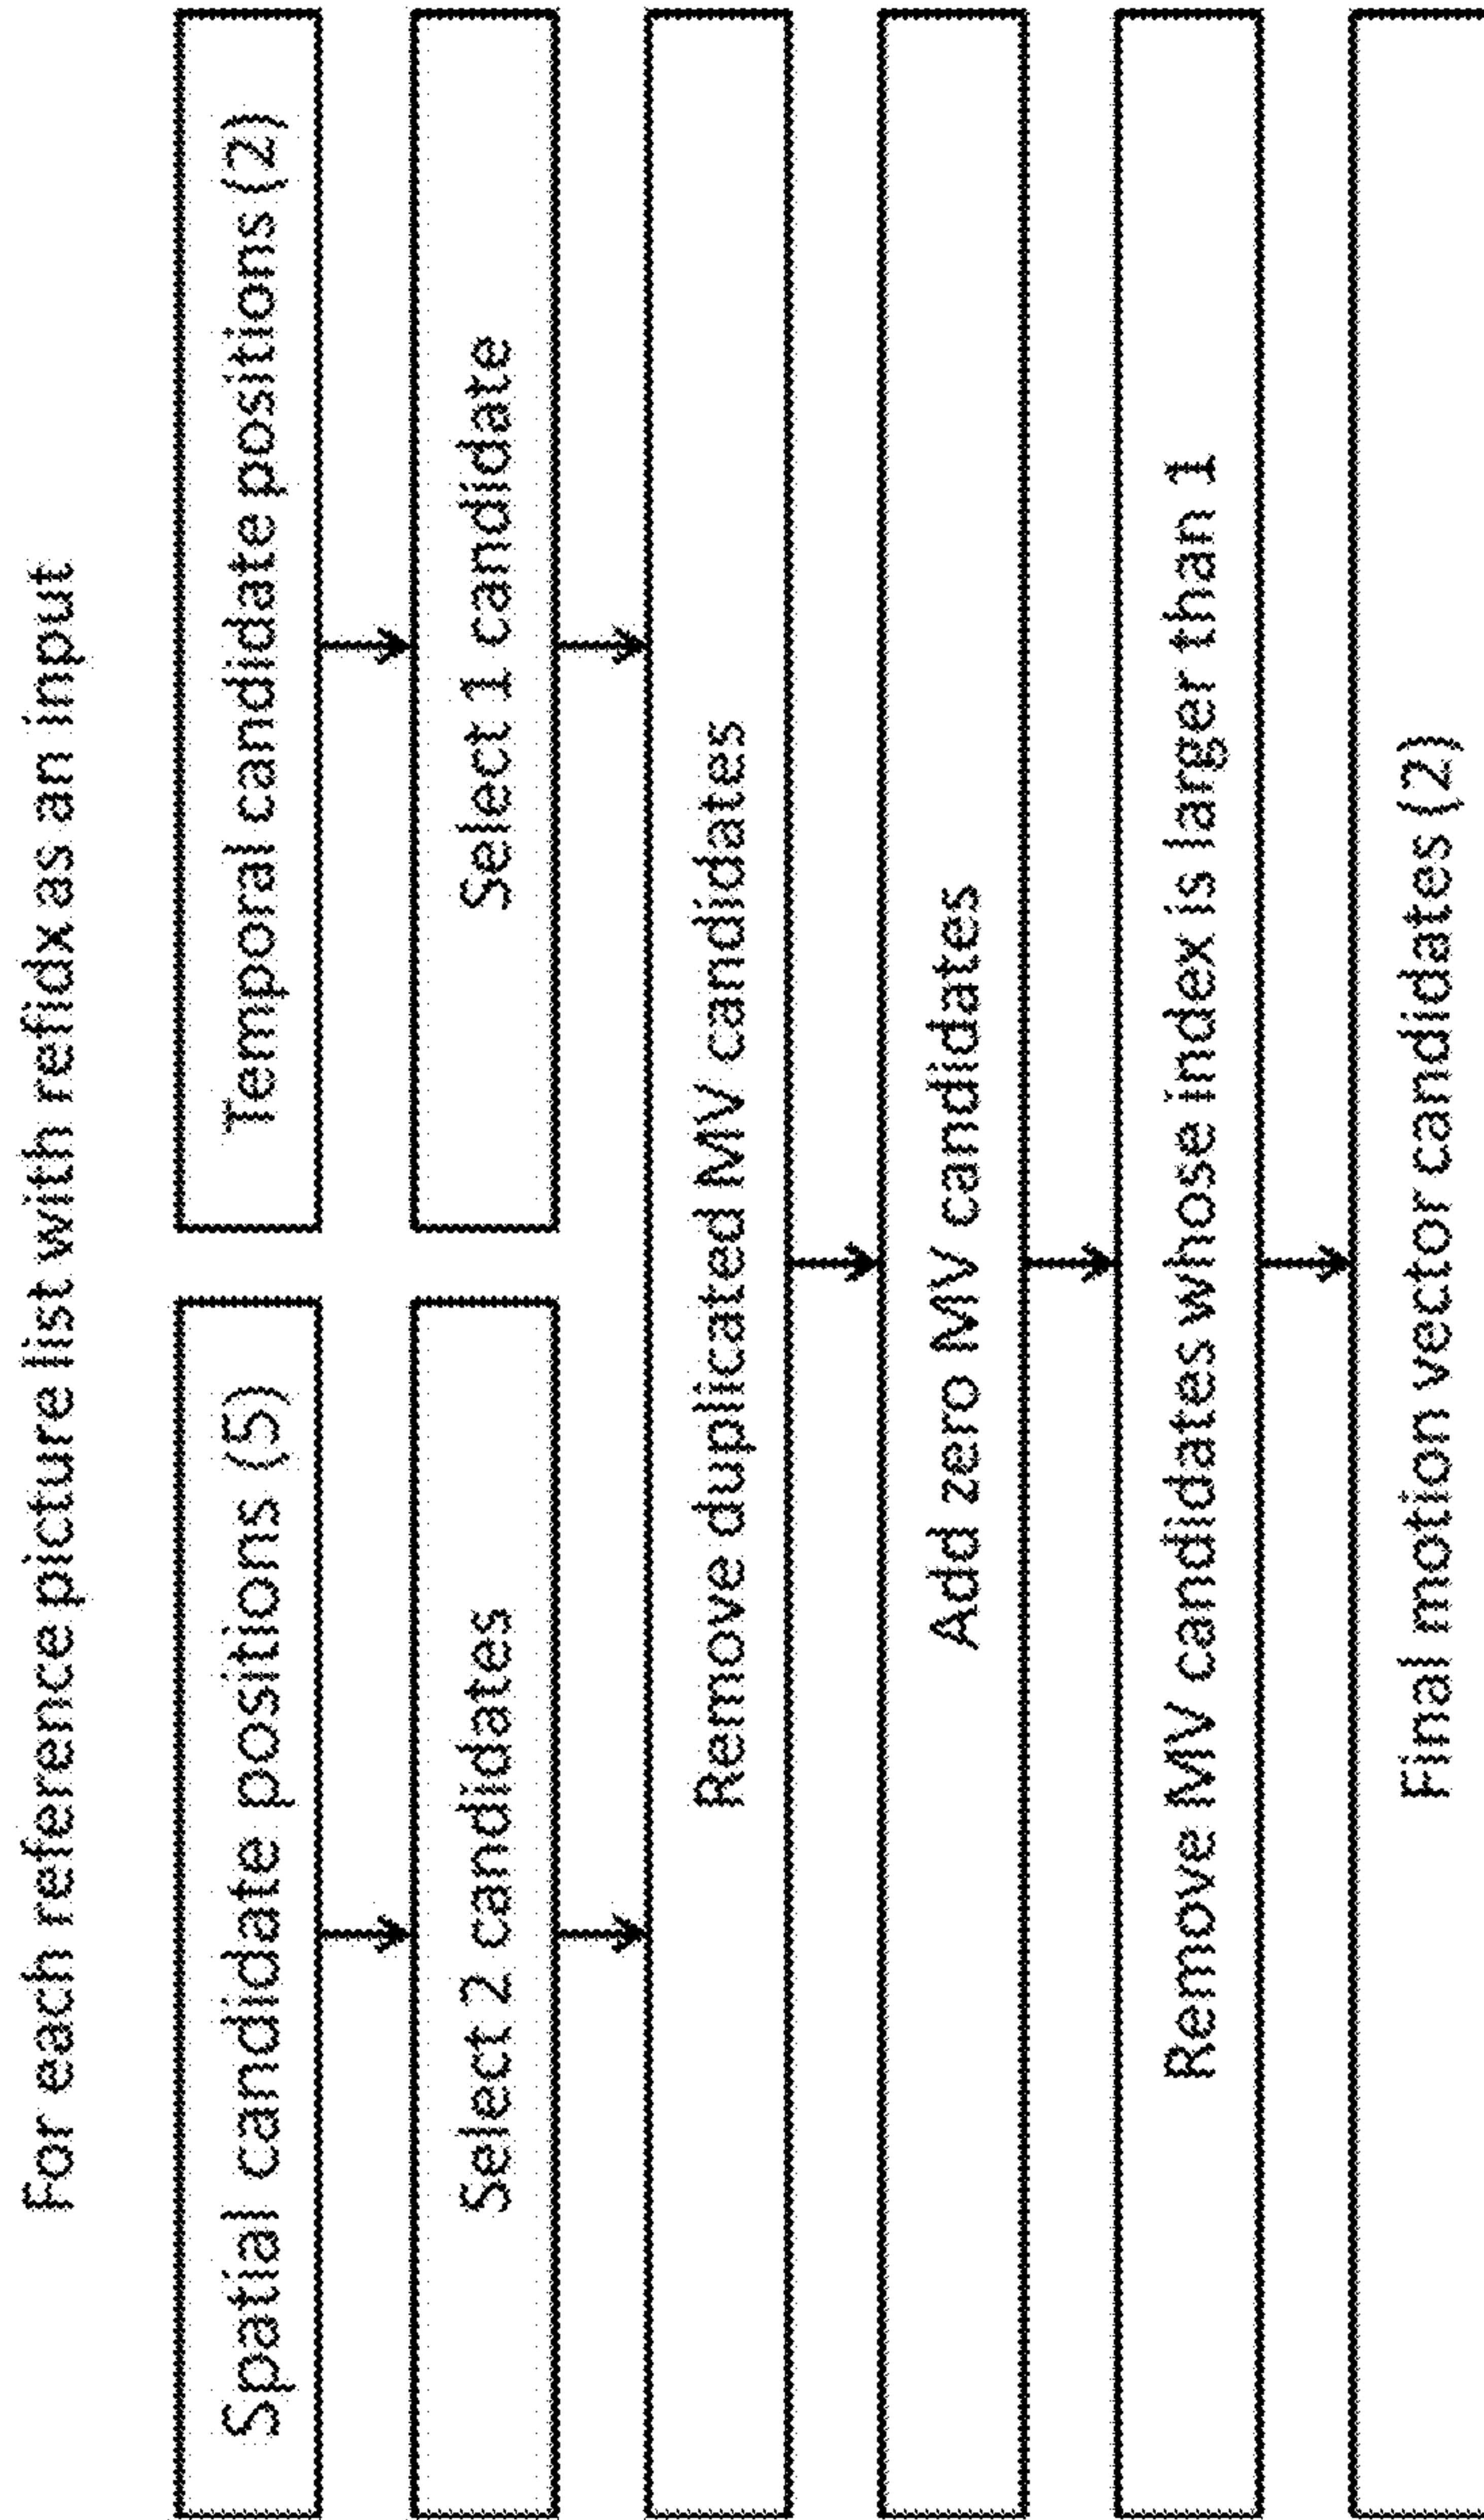 For each reference picture list with refidx as an input
Spatial candidate positions (5)
Temporal candidate positions (2)
Select 2 candidates
Select 1 candidate
Remove duplicated MV candidates
Add zero MV candidates
Remove MV candidates whose index is larger than 1
Final motion vector candidates (2)